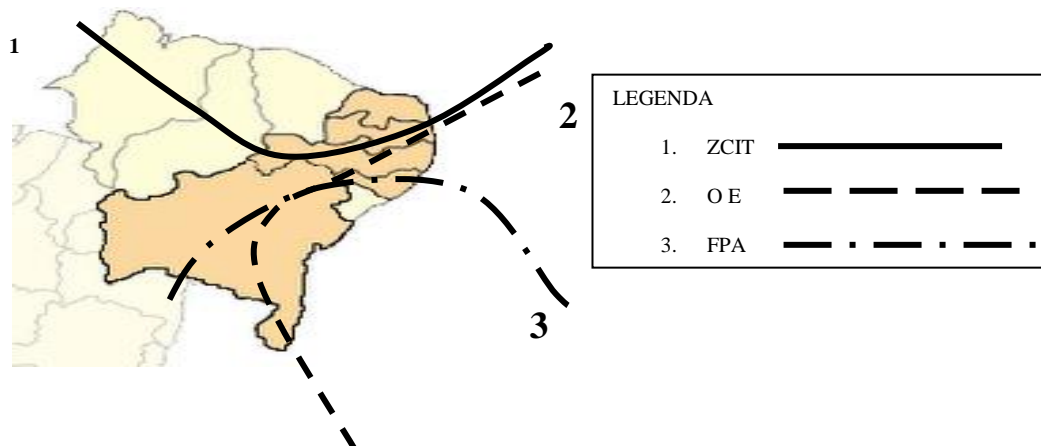 1
2
3
LEGENDA
1. ZCIT
2. O E
3. FPA